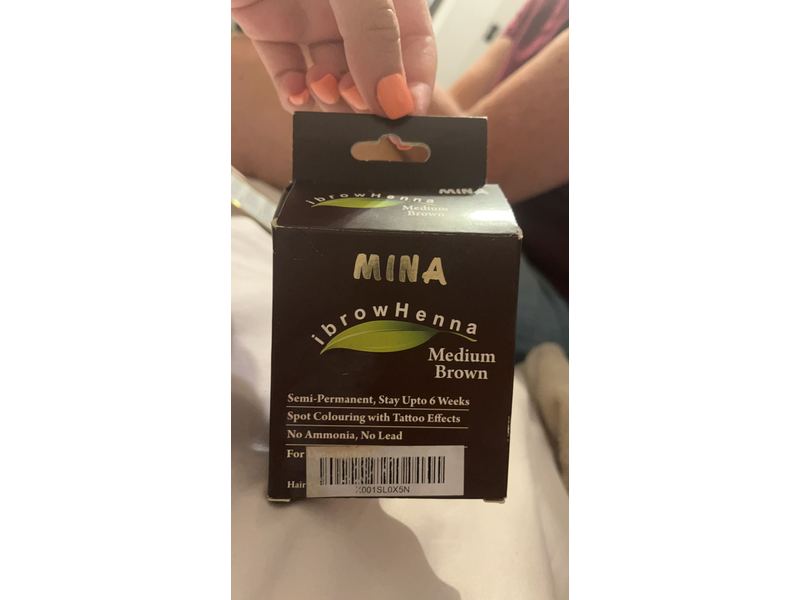 MINA
ibrowHenna
Medium
Brown
MINA
ibrowHenna
Medium
Brown
Semi-Permanent, Stay Upto 6 Weeks
Spot Colouring with Tattoo Effects
No Ammonia, No Lead
For
Hair
X001SL0X5N